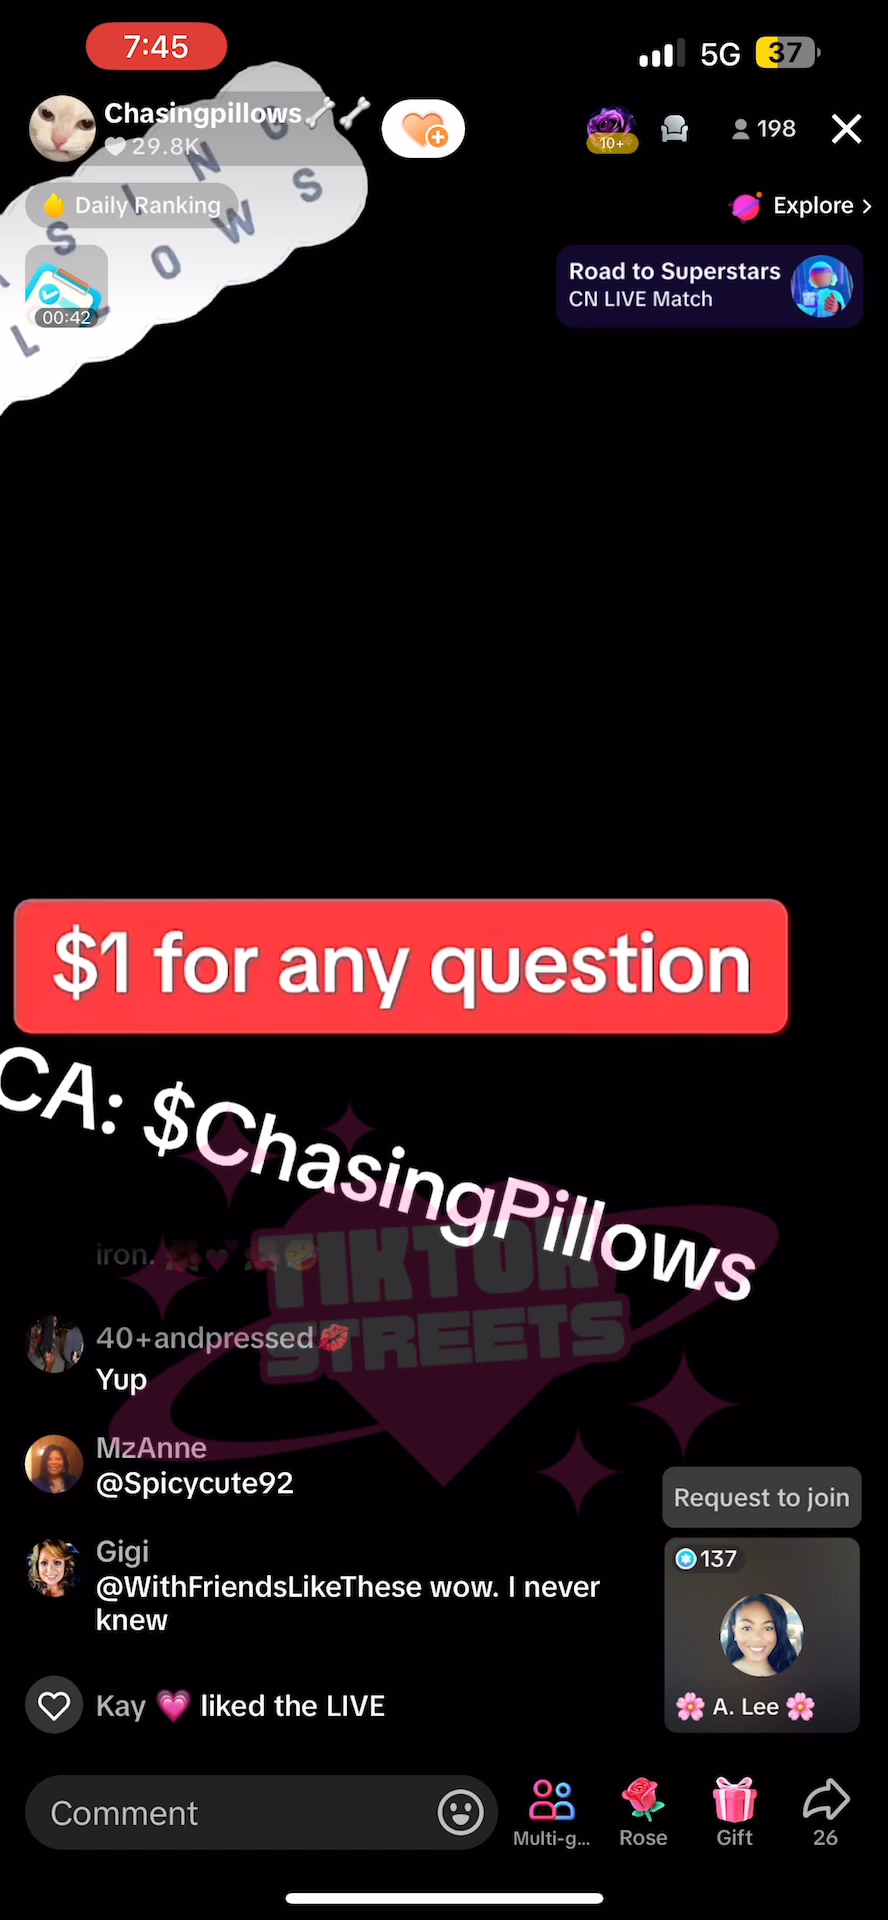 7:45
5G
37
Chasingpillows
29.8K
10+
198
Daily Ranking
Explore >
00:42
Road to Superstars
CN LIVE Match
$1 for any question
CA: $ChasingPillows
TIKTOK
STREETS
iron.
40+andpressed
Yup
MzAnne
@Spicycute92
Gigi
@WithFriendsLikeThese wow. I never
knew
Kay liked the LIVE
Request to join
137
A. Lee
Comment
Multi-g...
Rose
Gift
26